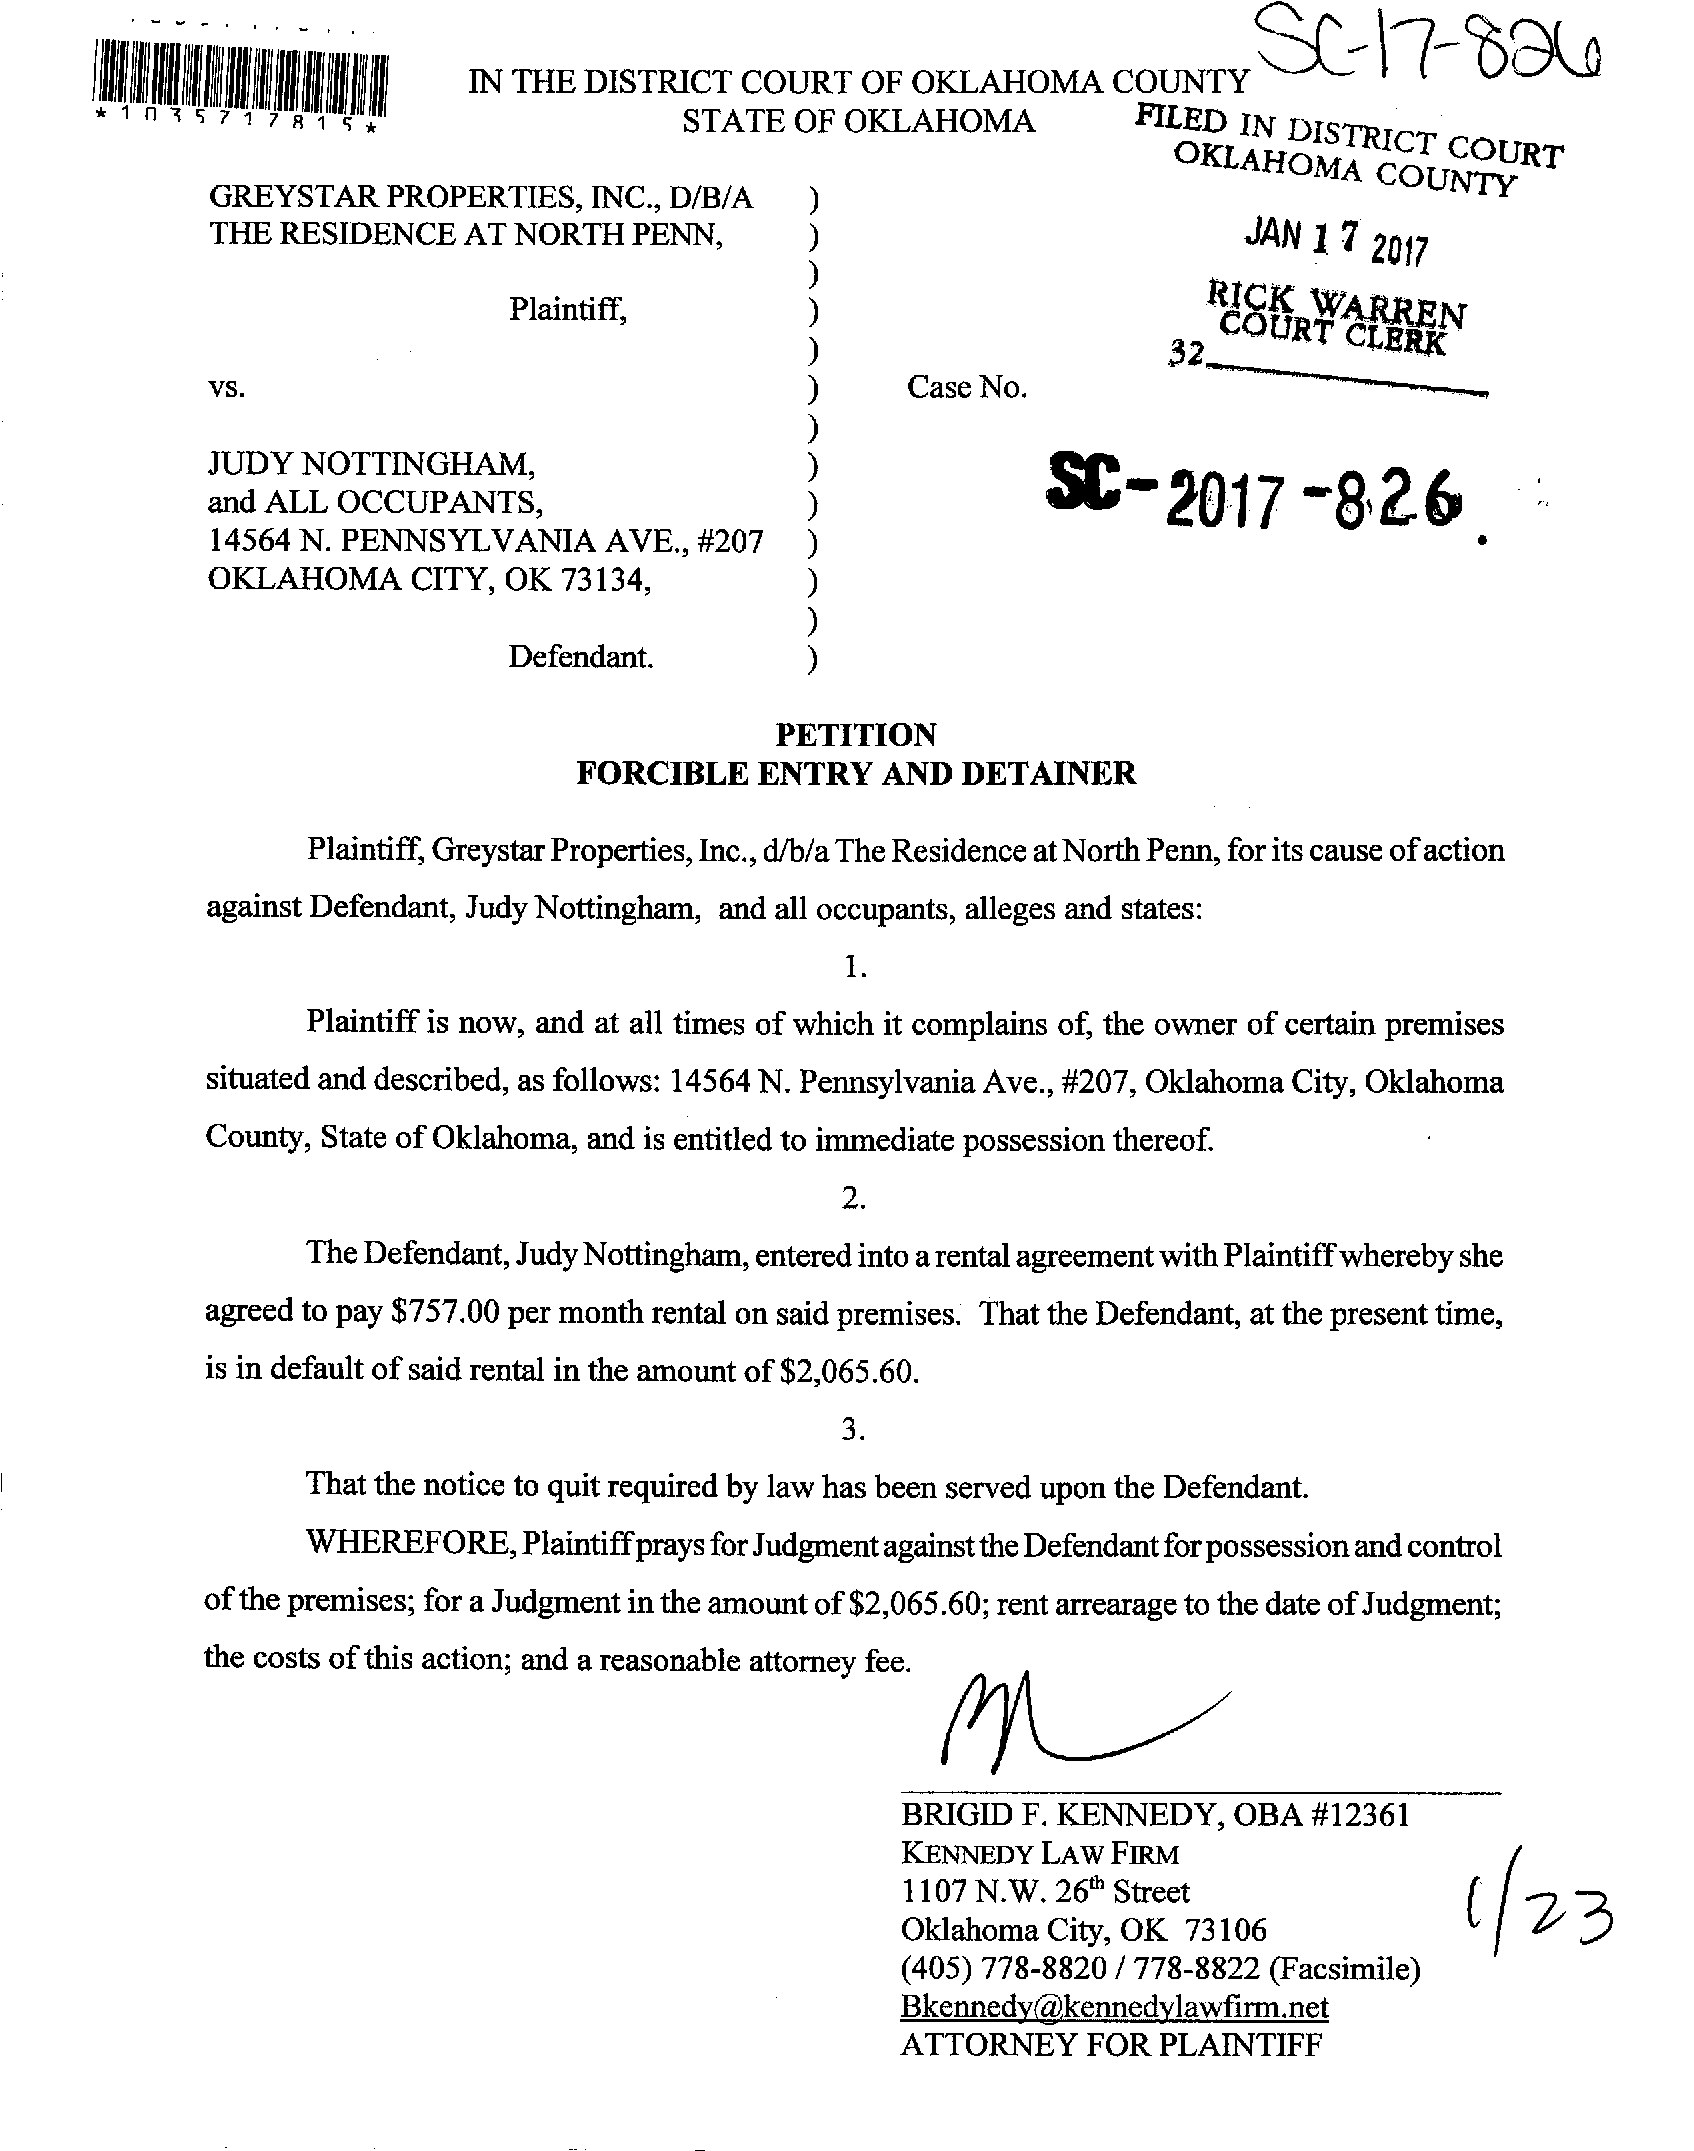 SC-17-826
*1035717815*
IN THE DISTRICT COURT OF OKLAHOMA COUNTY
STATE OF OKLAHOMA
FILED IN DISTRICT COURT
OKLAHOMA COUNTY
JAN 17 2017
RICK WARREN
COURT CLERK
32
GREYSTAR PROPERTIES, INC., D/B/A )
THE RESIDENCE AT NORTH PENN, )
)
Plaintiff, )
)
vs. ) Case No.
)
JUDY NOTTINGHAM, )
and ALL OCCUPANTS, ) SC-2017-826.
14564 N. PENNSYLVANIA AVE., #207 )
OKLAHOMA CITY, OK 73134, )
)
Defendant. )
PETITION
FORCIBLE ENTRY AND DETAINER
Plaintiff, Greystar Properties, Inc., d/b/a The Residence at North Penn, for its cause of action
against Defendant, Judy Nottingham, and all occupants, alleges and states:
1.
Plaintiff is now, and at all times of which it complains of, the owner of certain premises
situated and described, as follows: 14564 N. Pennsylvania Ave., #207, Oklahoma City, Oklahoma
County, State of Oklahoma, and is entitled to immediate possession thereof.
2.
The Defendant, Judy Nottingham, entered into a rental agreement with Plaintiff whereby she
agreed to pay $757.00 per month rental on said premises. That the Defendant, at the present time,
is in default of said rental in the amount of $2,065.60.
3.
That the notice to quit required by law has been served upon the Defendant.
WHEREFORE, Plaintiff prays for Judgment against the Defendant for possession and control
of the premises; for a Judgment in the amount of $2,065.60; rent arrearage to the date of Judgment;
the costs of this action; and a reasonable attorney fee.
BRIGID F. KENNEDY, OBA #12361
KENNEDY LAW FIRM
1107 N.W. 26th Street
Oklahoma City, OK 73106
(405) 778-8820 / 778-8822 (Facsimile)
Bkennedy@kennedylawfirm.net
ATTORNEY FOR PLAINTIFF
1/23